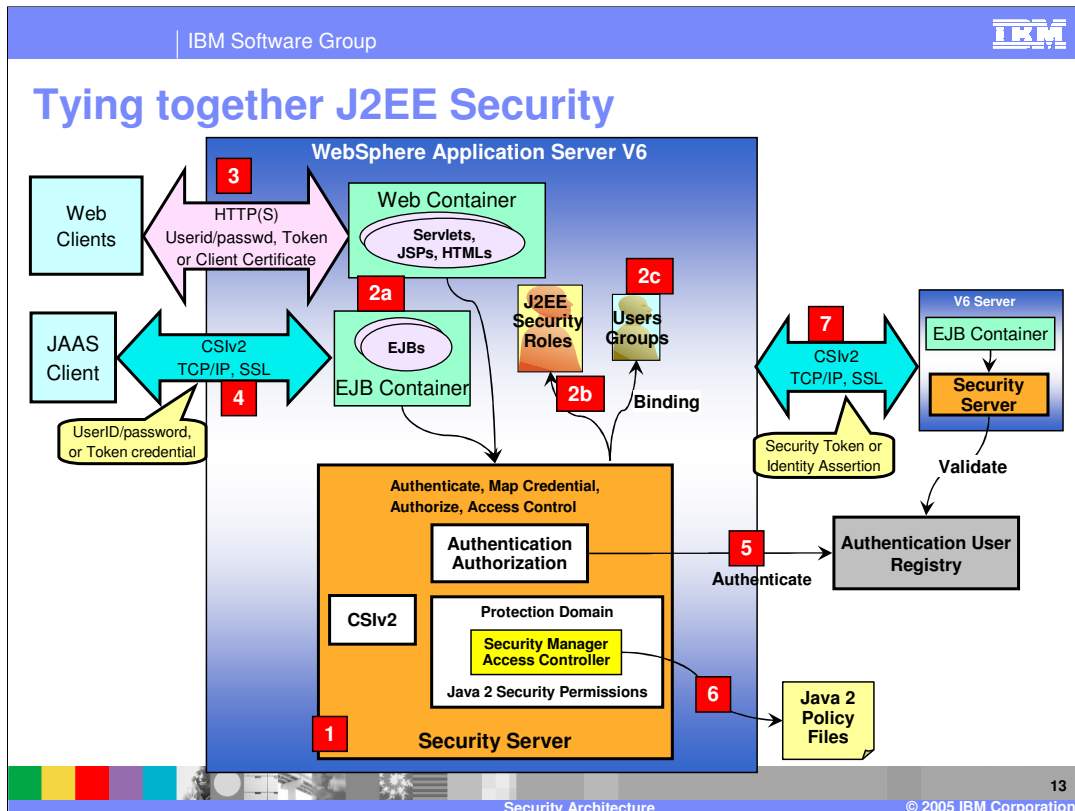 IBM Software Group
IBM
Tying together J2EE Security
WebSphere Application Server V6
3
Web
Clients
HTTP(S)
Userid/passwd, Token
or Client Certificate
Web Container
Servlets,
JSPs, HTMLs
2a
JAAS
Client
CSIv2
TCP/IP, SSL
4
UserID/password,
or Token credential
EJBs
EJB Container
J2EE
Security
Roles
2b
2c
Users
Groups
Binding
7
CSIv2
TCP/IP, SSL
Security Token or
Identity Assertion
V6 Server
EJB Container
Security
Server
Validate
Authenticate, Map Credential,
Authorize, Access Control
Authentication
Authorization
5
Authenticate
Authentication User
Registry
CSIv2
Protection Domain
Security Manager
Access Controller
Java 2 Security Permissions
6
Java 2
Policy
Files
1
Security Server
13
Security Architecture
© 2005 IBM Corporation